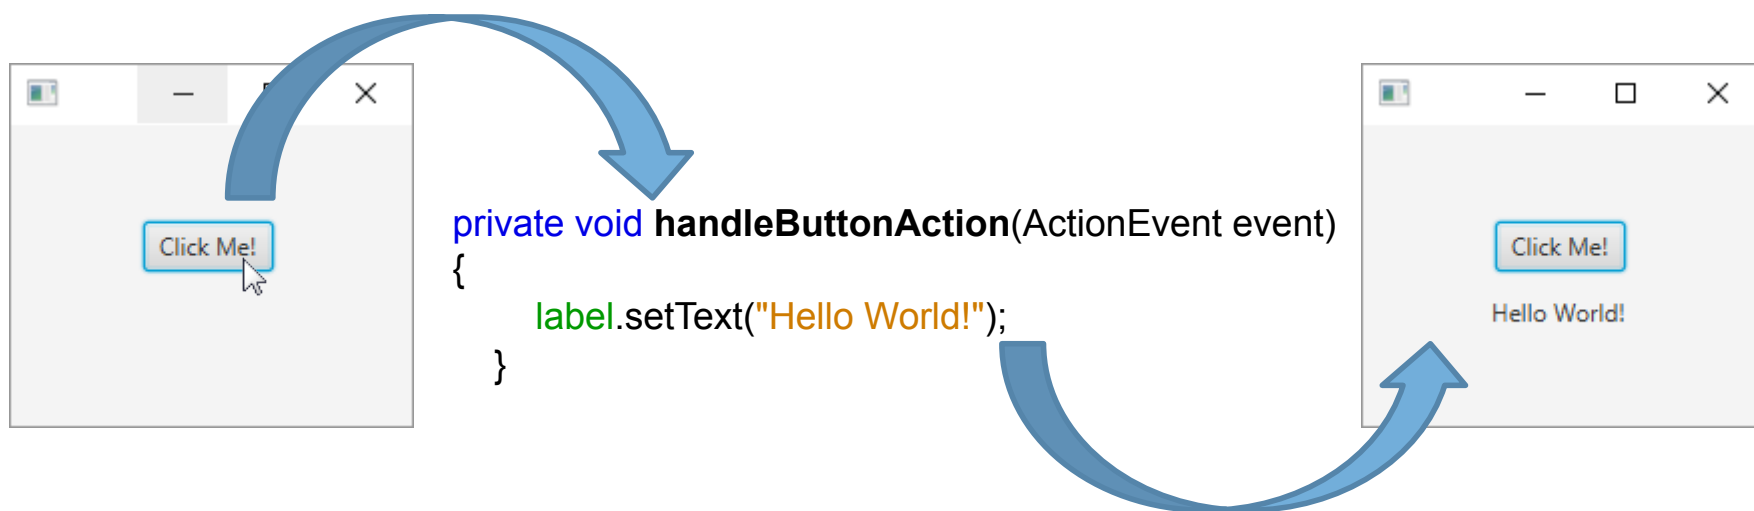 Click Me!
private void handleButtonAction(ActionEvent event)
{
label.setText("Hello World!");
}
Click Me!
Hello World!